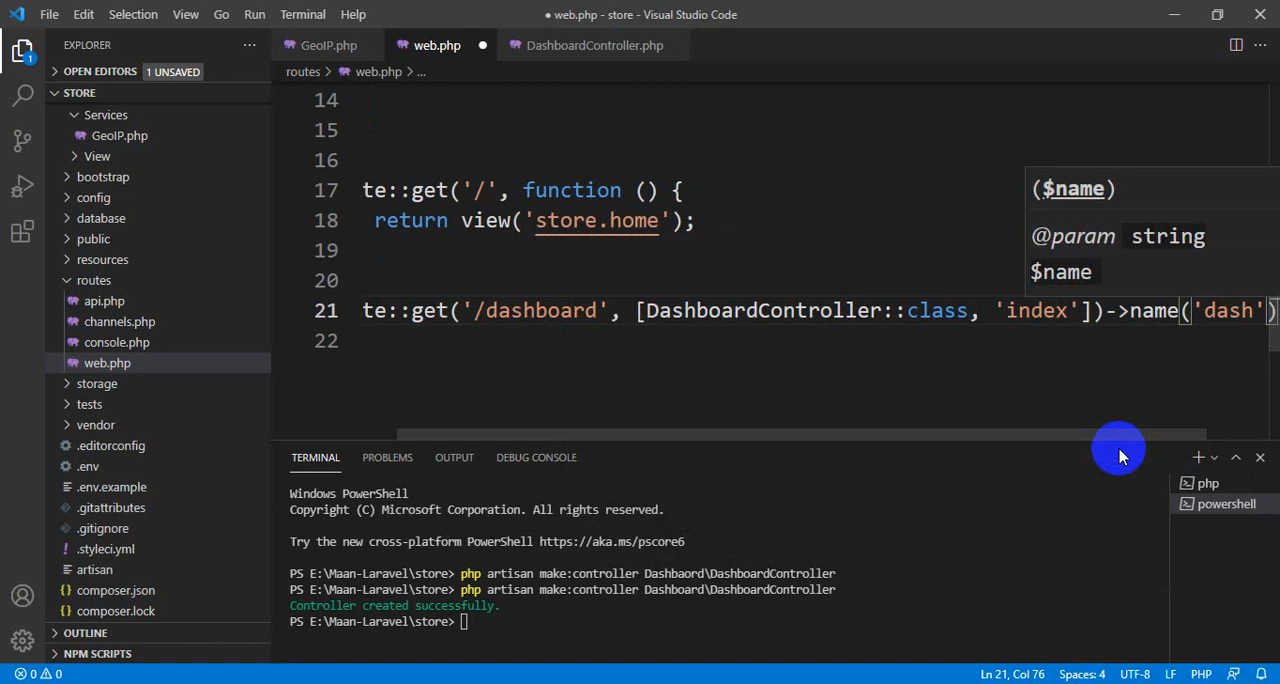 File Edit Selection View Go Run Terminal Help ● web.php - store - Visual Studio Code
EXPLORER
GeoIP.php web.php DashboardController.php
OPEN EDITORS 1 UNSAVED
routes > web.php > ...
STORE
Services
GeoIP.php
View
bootstrap
config
database
public
resources
routes
api.php
channels.php
console.php
web.php
storage
tests
vendor
.editorconfig
.env
.env.example
.gitattributes
.gitignore
.styleci.yml
artisan
composer.json
composer.lock
OUTLINE
NPM SCRIPTS
14
15
16
17 te::get('/', function () {
18 return view('store.home');
19
20
21 te::get('/dashboard', [DashboardController::class, 'index'])->name('dash')
22
($name)
@param string
$name
TERMINAL PROBLEMS OUTPUT DEBUG CONSOLE
php
powershell
Windows PowerShell
Copyright (C) Microsoft Corporation. All rights reserved.
Try the new cross-platform PowerShell https://aka.ms/pscore6
PS E:\Maan-Laravel\store> php artisan make:controller Dashbaord\DashboardController
PS E:\Maan-Laravel\store> php artisan make:controller Dashboard\DashboardController
Controller created successfully.
PS E:\Maan-Laravel\store>
0 0 Ln 21, Col 76 Spaces: 4 UTF-8 LF PHP